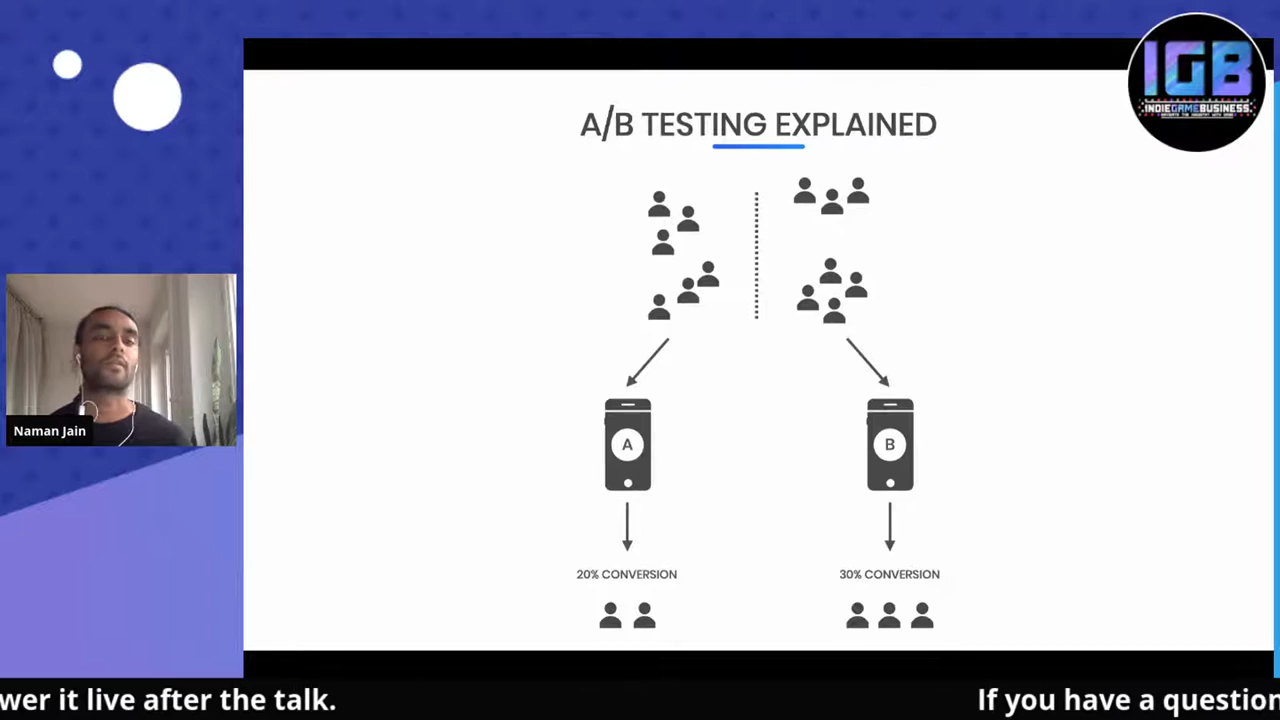 IGB
INDIEGAMEBUSINESS
A/B TESTING EXPLAINED
A
B
20% CONVERSION
30% CONVERSION
Naman Jain
wer it live after the talk.
If you have a question